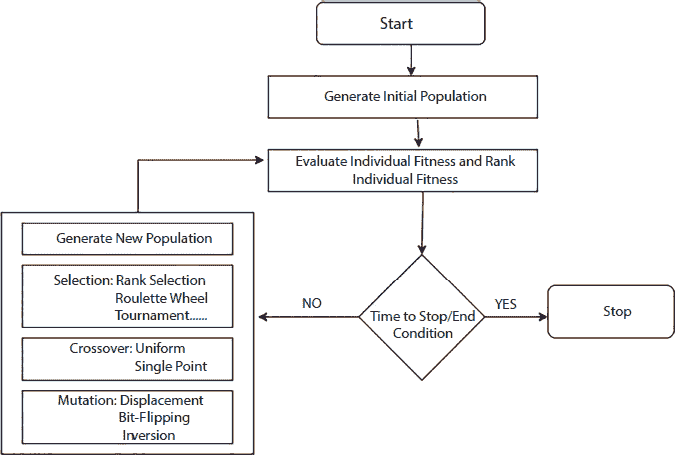 Start
Generate Initial Population
Evaluate Individual Fitness and Rank
Individual Fitness
Generate New Population
Selection: Rank Selection
Roulette Wheel
Tournament......
Crossover: Uniform
Single Point
Mutation: Displacement
Bit-Flipping
Inversion
NO
Time to Stop/End
Condition
YES
Stop